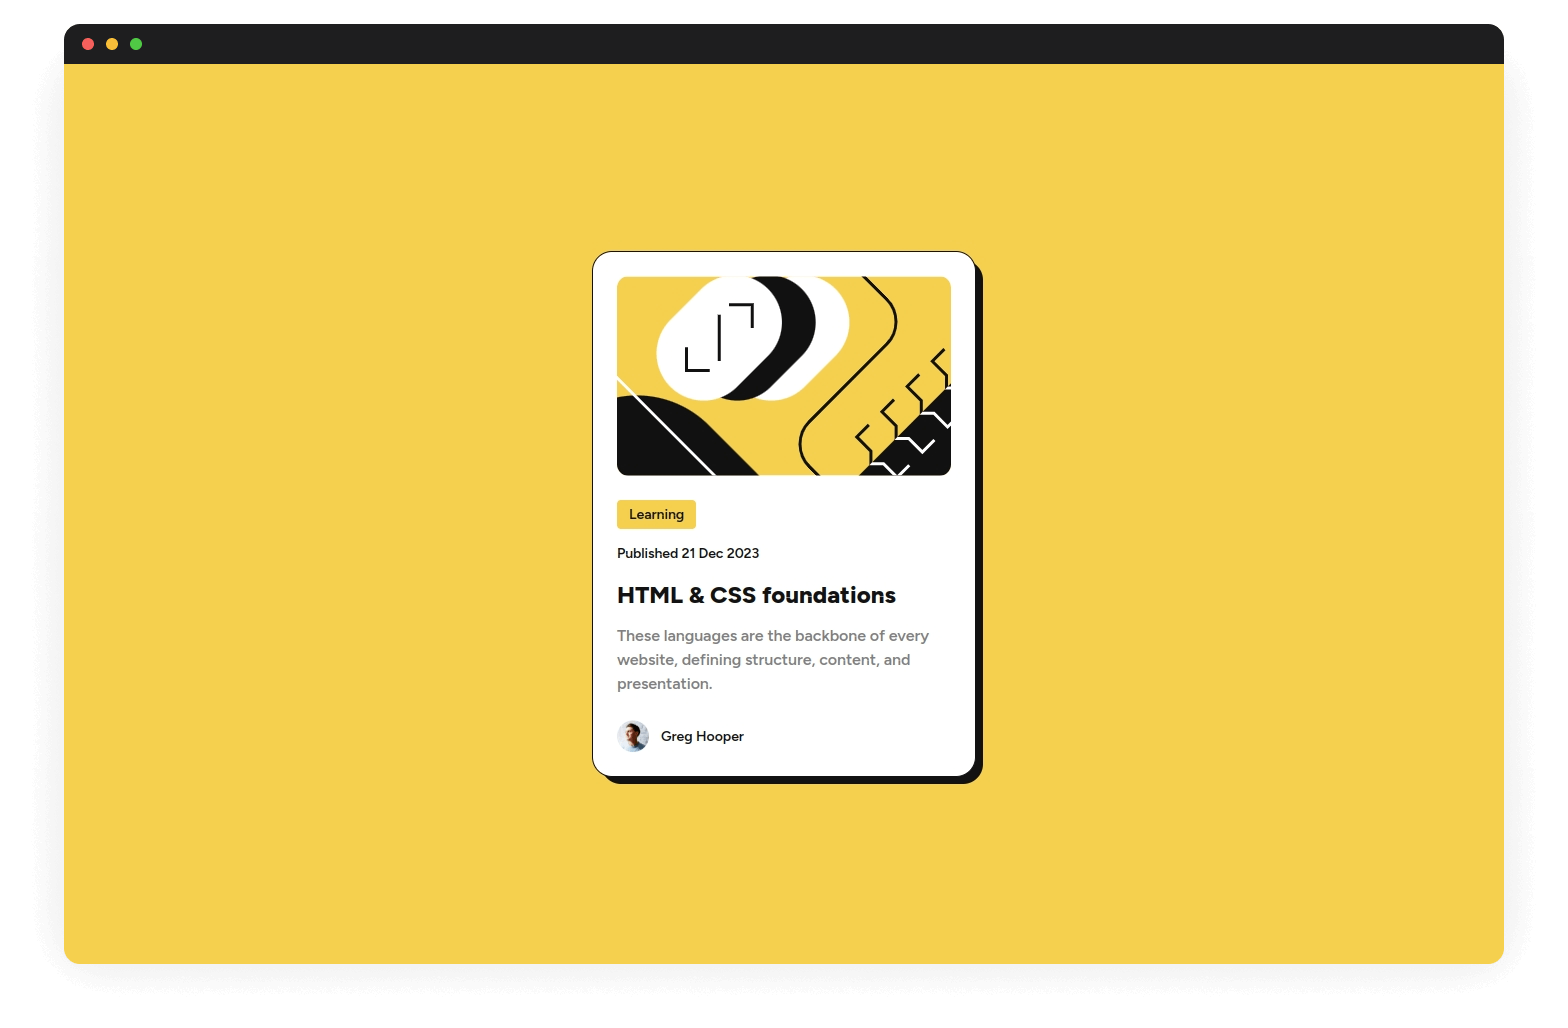 Learning
Published 21 Dec 2023
HTML & CSS foundations
These languages are the backbone of every
website, defining structure, content, and
presentation.
Greg Hooper